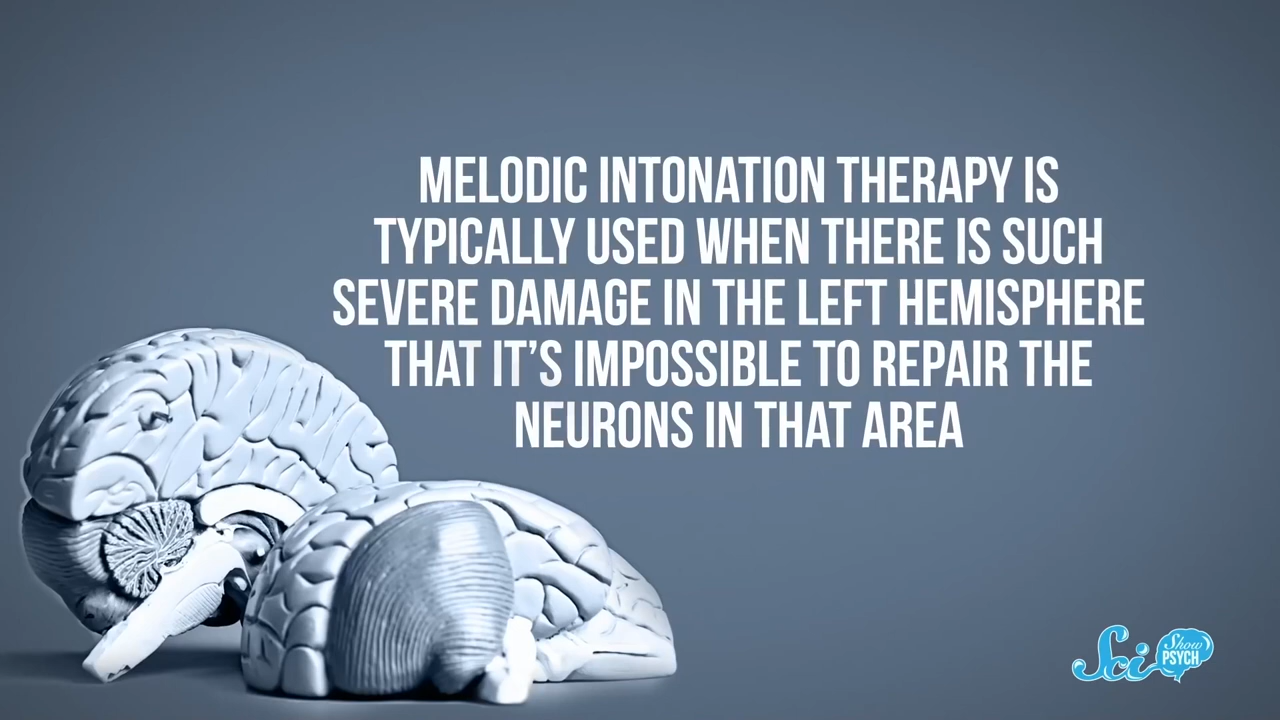 MELODIC INTONATION THERAPY IS
TYPICALLY USED WHEN THERE IS SUCH
SEVERE DAMAGE IN THE LEFT HEMISPHERE
THAT IT'S IMPOSSIBLE TO REPAIR THE
NEURONS IN THAT AREA
Sci Show
PSYCH